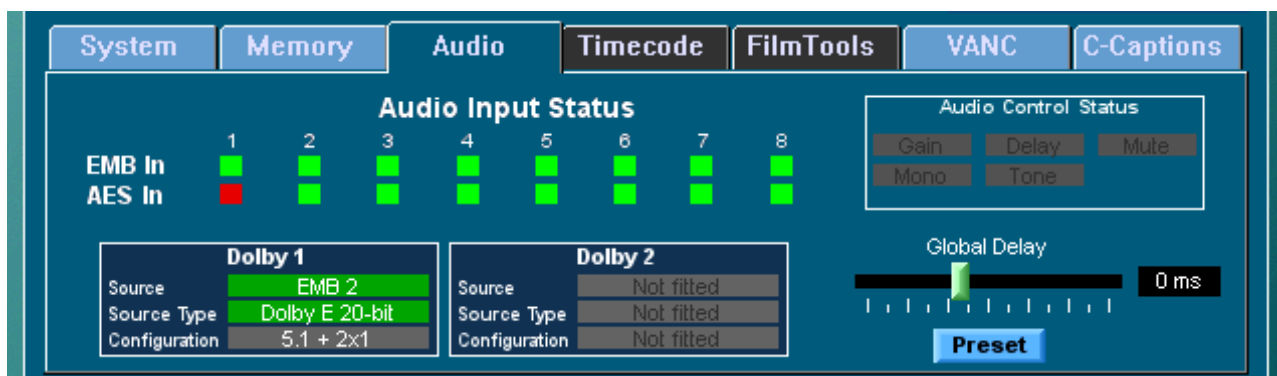 System Memory Audio Timecode FilmTools VANC C-Captions
Audio Input Status
1 2 3 4 5 6 7 8
EMB In
AES In
Audio Control Status
Gain Delay Mute
Mono Tone
Dolby 1
Source EMB 2
Source Type Dolby E 20-bit
Configuration 5.1 + 2x1
Dolby 2
Source Not fitted
Source Type Not fitted
Configuration Not fitted
Global Delay
0 ms
Preset